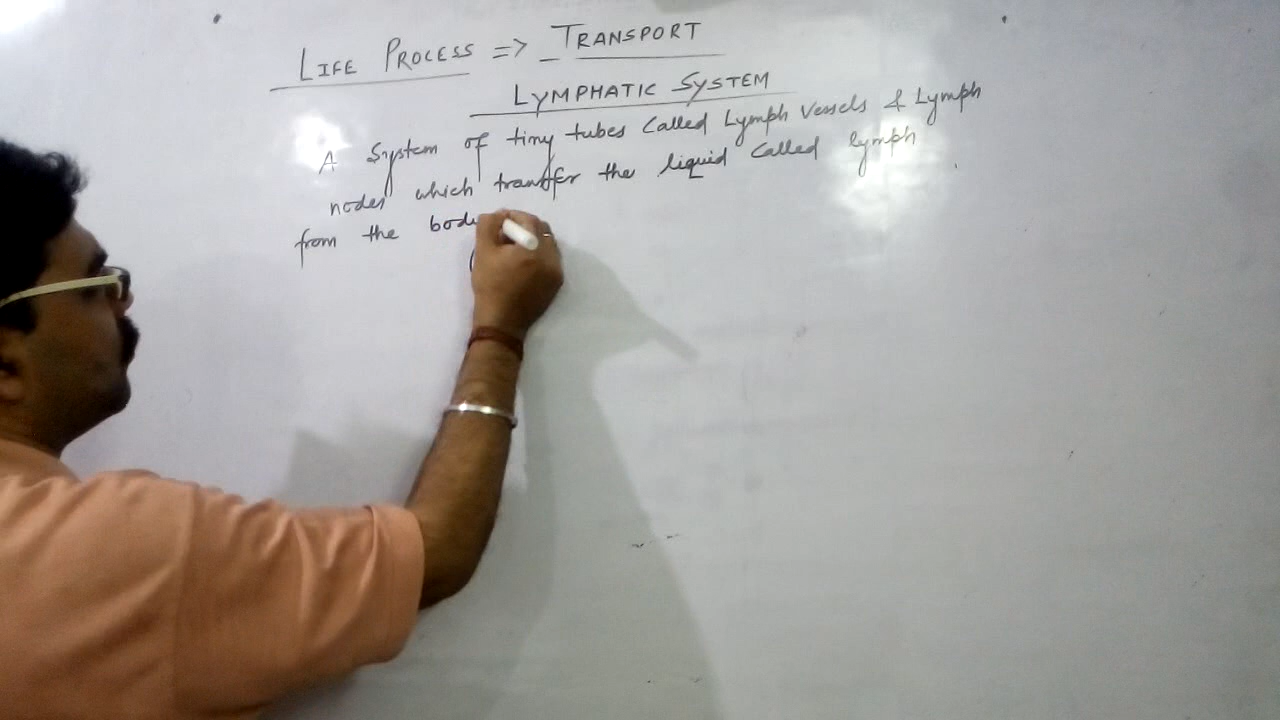 LIFE PROCESS => TRANSPORT
LYMPHATIC SYSTEM
A System of tiny tubes Called Lymph Vessels & Lymph
nodes which transfer the liquid Called lymph
from the body